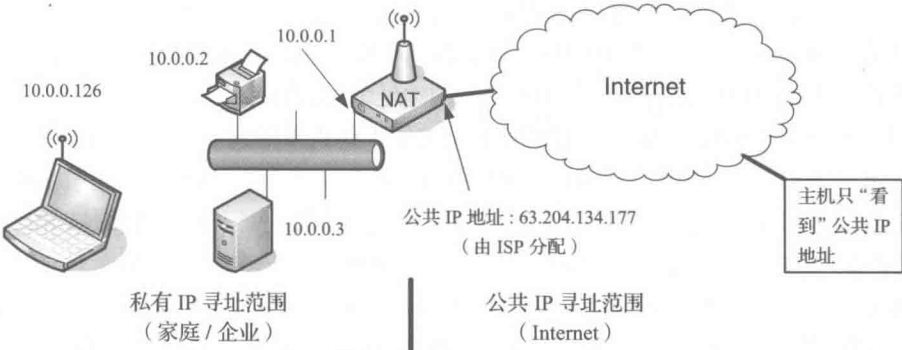 10.0.0.1
10.0.0.2
10.0.0.126
NAT
Internet
10.0.0.3
公共 IP 地址 : 63.204.134.177
（由 ISP 分配）
主机只“看
到”公共 IP
地址
私有 IP 寻址范围
（家庭 / 企业）
公共 IP 寻址范围
（Internet）